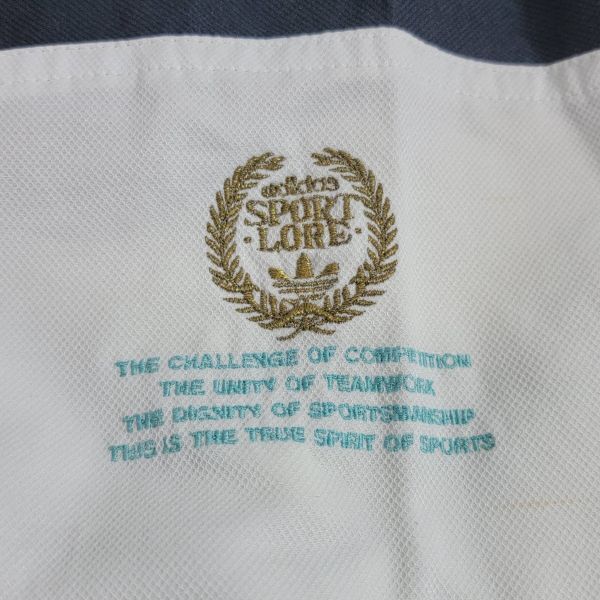 adidas
SPORT
· LORE ·
THE CHALLENGE OF COMPETITION
THE UNITY OF TEAMWORK
THE DIGNITY OF SPORTSMANSHIP
THIS IS THE TRUE SPIRIT OF SPORTS